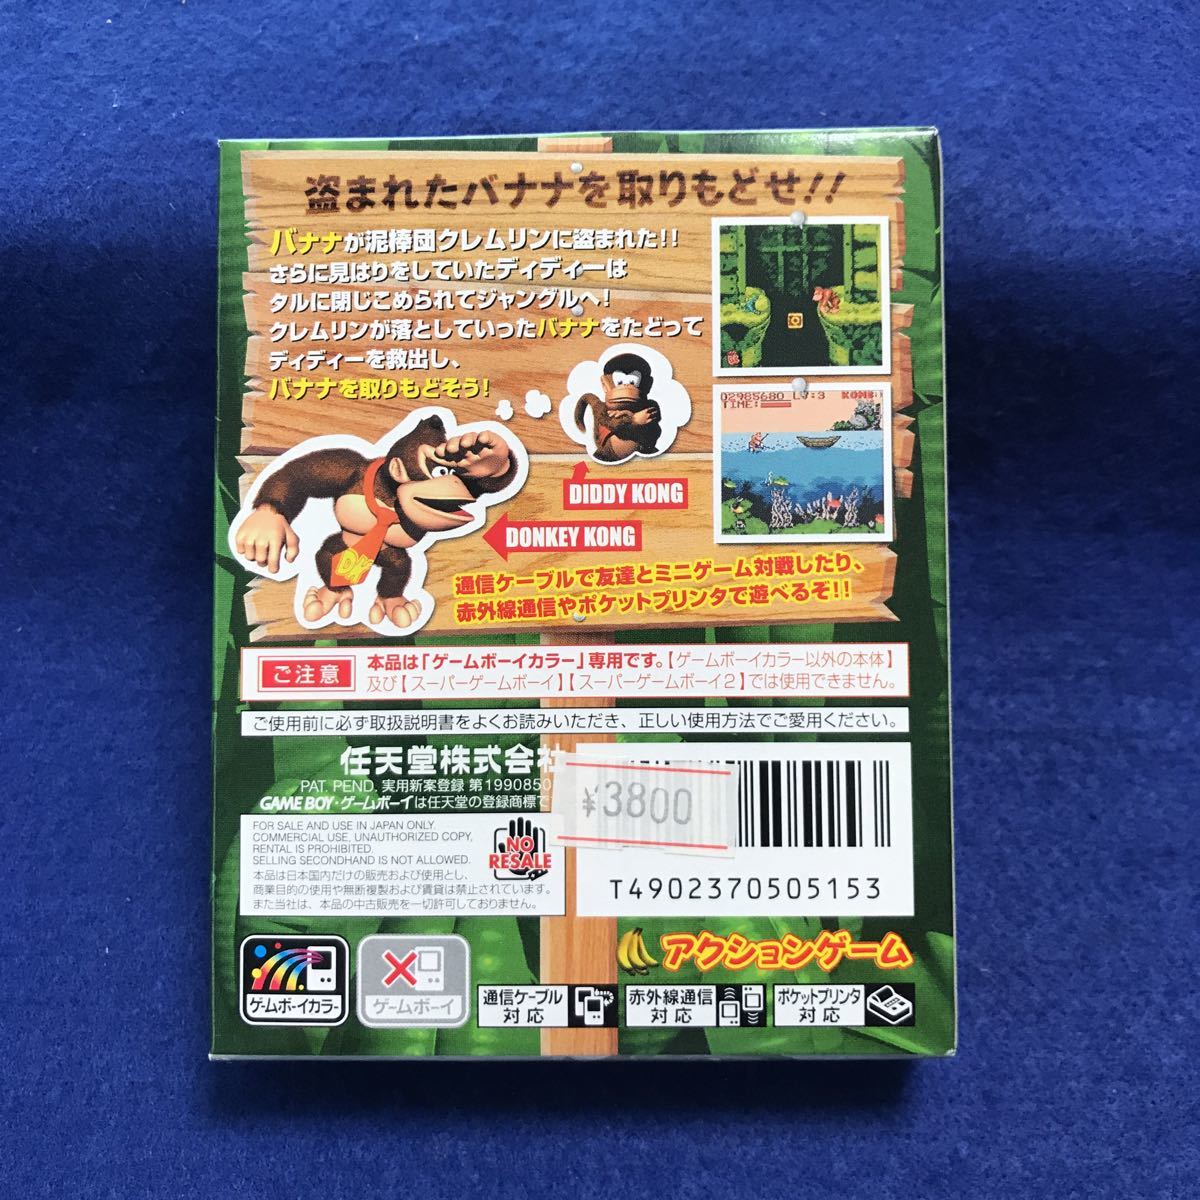 盗まれたバナナを取りもどせ!!
バナナが泥棒団クレムリンに盗まれた!!
さらに見はりをしていたディディーは
タルに閉じこめられてジャングルへ!
クレムリンが落としていったバナナをたどって
ディディーを救出し、
バナナを取りもどそう!
02985680 LV:3 KONG
TIME:
DIDDY KONG
DONKEY KONG
DK
通信ケーブルで友達とミニゲーム対戦したり、
赤外線通信やポケットプリンタで遊べるぞ!!
ご注意
本品は「ゲームボーイカラー」専用です。【ゲームボーイカラー以外の本体】
及び【スーパーゲームボーイ】【スーパーゲームボーイ2】では使用できません。
ご使用前に必ず取扱説明書をよくお読みいただき、正しい使用方法でご愛用ください。
任天堂株式会社
PAT. PEND. 実用新案登録 第1990850
GAME BOY・ゲームボーイは任天堂の登録商標で
¥3800
FOR SALE AND USE IN JAPAN ONLY.
COMMERCIAL USE, UNAUTHORIZED COPY,
RENTAL IS PROHIBITED.
SELLING SECONDHAND IS NOT ALLOWED.
本品は日本国内だけの販売および使用とし、
商業目的の使用や無断複製および賃貸は禁止されています。
また当社は、本品の中古販売を一切許可しておりません。
NO
RESALE
T4902370505153
アクションゲーム
ゲームボーイカラー
ゲームボーイ
通信ケーブル
対応
赤外線通信
対応
ポケットプリンタ
対応